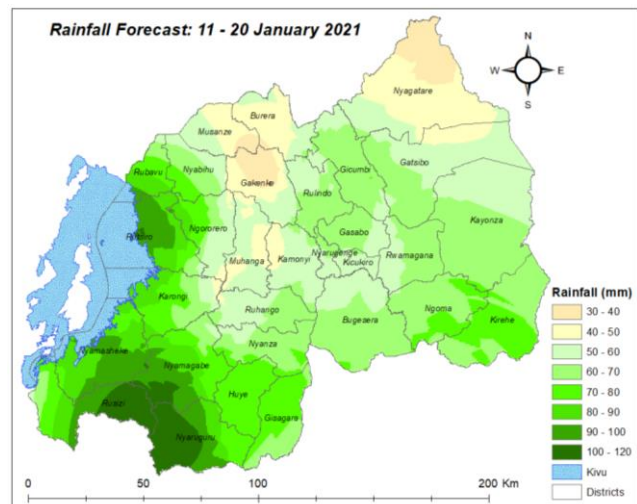 Rainfall Forecast: 11 - 20 January 2021
N
W E
S
Nyagatare
Burera
Musanze
Gatsibo
Gicumbi
Rubavu
Nyabihu
Gakenke
Rulindo
Kayonza
Rutsiro
Ngororero
Gasabo
Muhanga
Kamonyi
Nyarugenge
Kicukiro
Rwamagana
Karongi
Ruhango
Bugesera
Ngoma
Kirehe
Nyanza
Nyamasheke
Nyamagabe
Huye
Gisagara
Rusizi
Nyaruguru
Rainfall (mm)
30 - 40
40 - 50
50 - 60
60 - 70
70 - 80
80 - 90
90 - 100
100 - 120
Kivu
Districts
0 50 100 200 Km